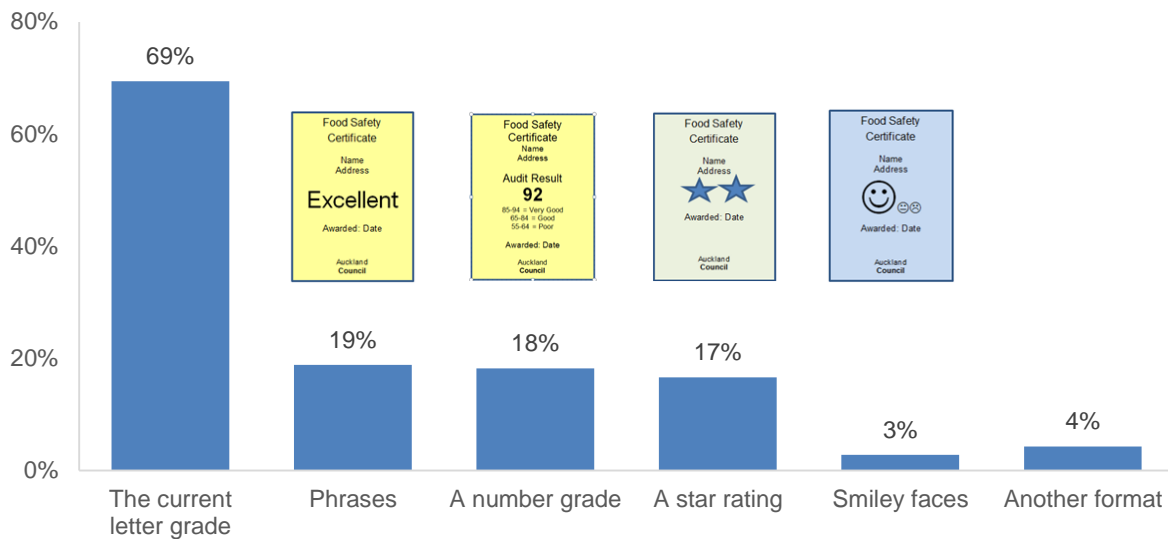 80%
60%
40%
20%
0%
69%
19%
18%
17%
3%
4%
Food Safety
Certificate
Name
Address
Excellent
Awarded: Date
Auckland
Council
Food Safety
Certificate
Name
Address
Audit Result
92
85-94 = Very Good
65-84 = Good
55-64 = Poor
Awarded: Date
Auckland
Council
Food Safety
Certificate
Name
Address
Awarded: Date
Auckland
Council
Food Safety
Certificate
Name
Address
Awarded: Date
Auckland
Council
The current
letter grade
Phrases
A number grade
A star rating
Smiley faces
Another format